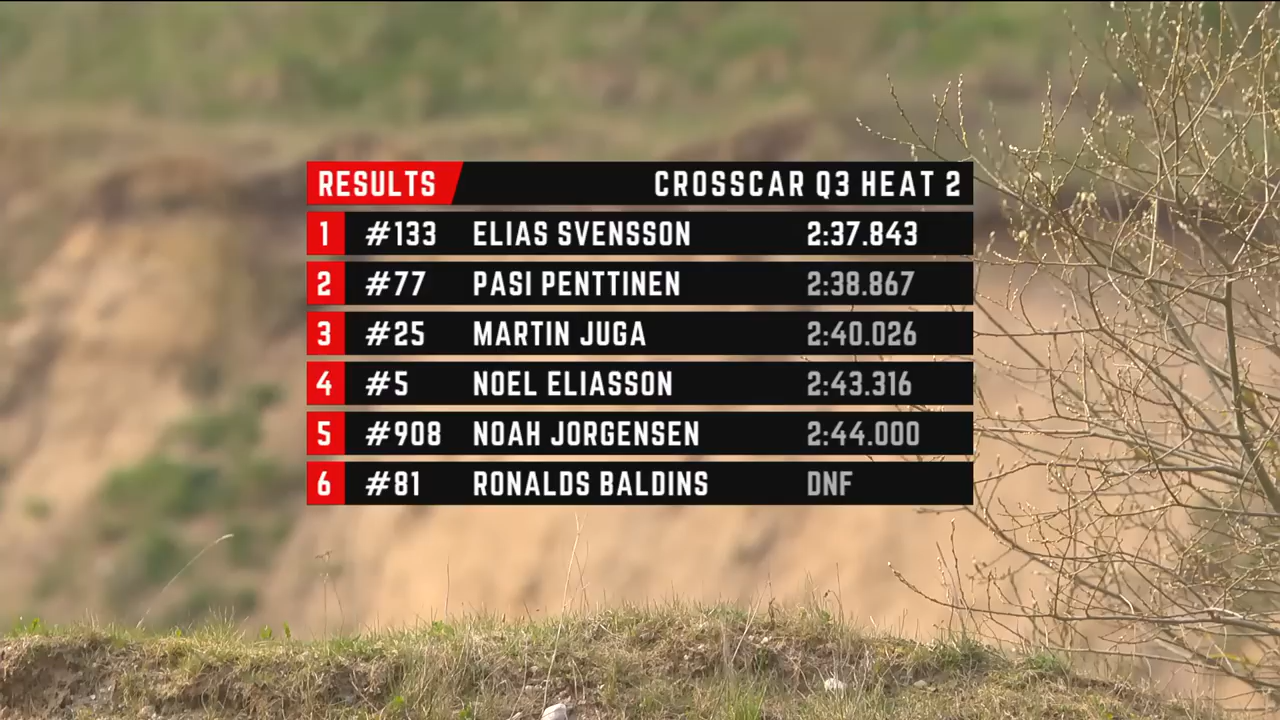 RESULTS CROSSCAR Q3 HEAT 2
1 #133 ELIAS SVENSSON 2:37.843
2 #77 PASI PENTTINEN 2:38.867
3 #25 MARTIN JUGA 2:40.026
4 #5 NOEL ELIASSON 2:43.316
5 #908 NOAH JORGENSEN 2:44.000
6 #81 RONALDS BALDINS DNF